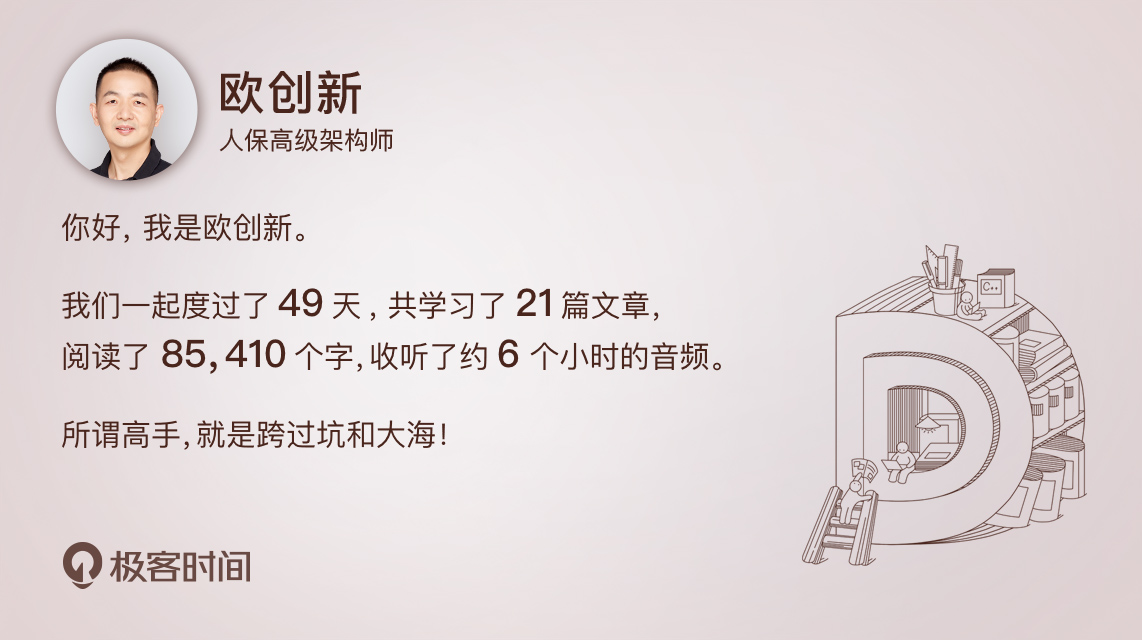 欧创新
人保高级架构师
你好，我是欧创新。
我们一起度过了 49 天，共学习了 21 篇文章，
阅读了 85,410 个字，收听了约 6 个小时的音频。
所谓高手，就是跨过坑和大海！
C++
极客时间